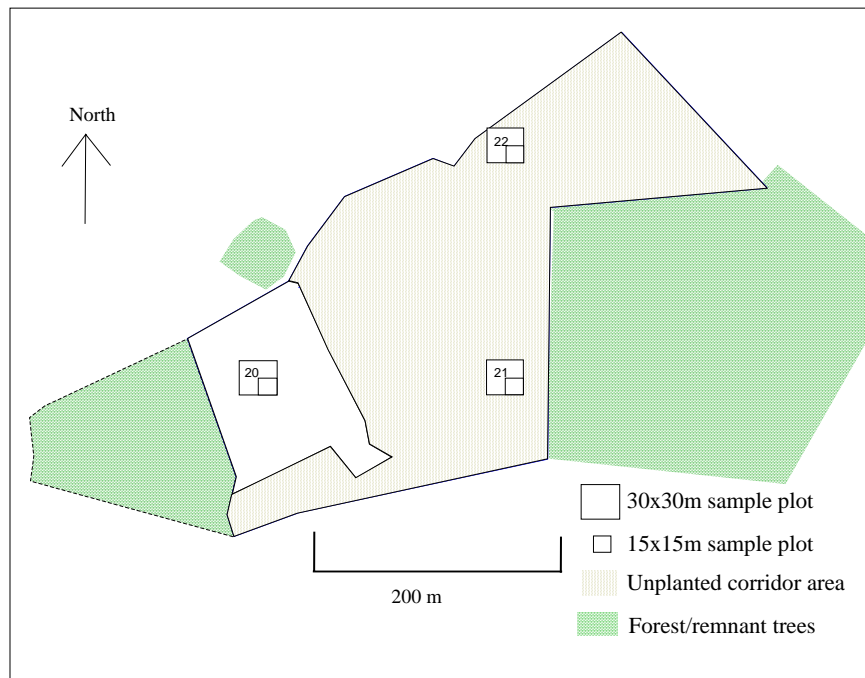 North
22
20
21
30x30m sample plot
15x15m sample plot
200 m
Unplanted corridor area
Forest/remnant trees